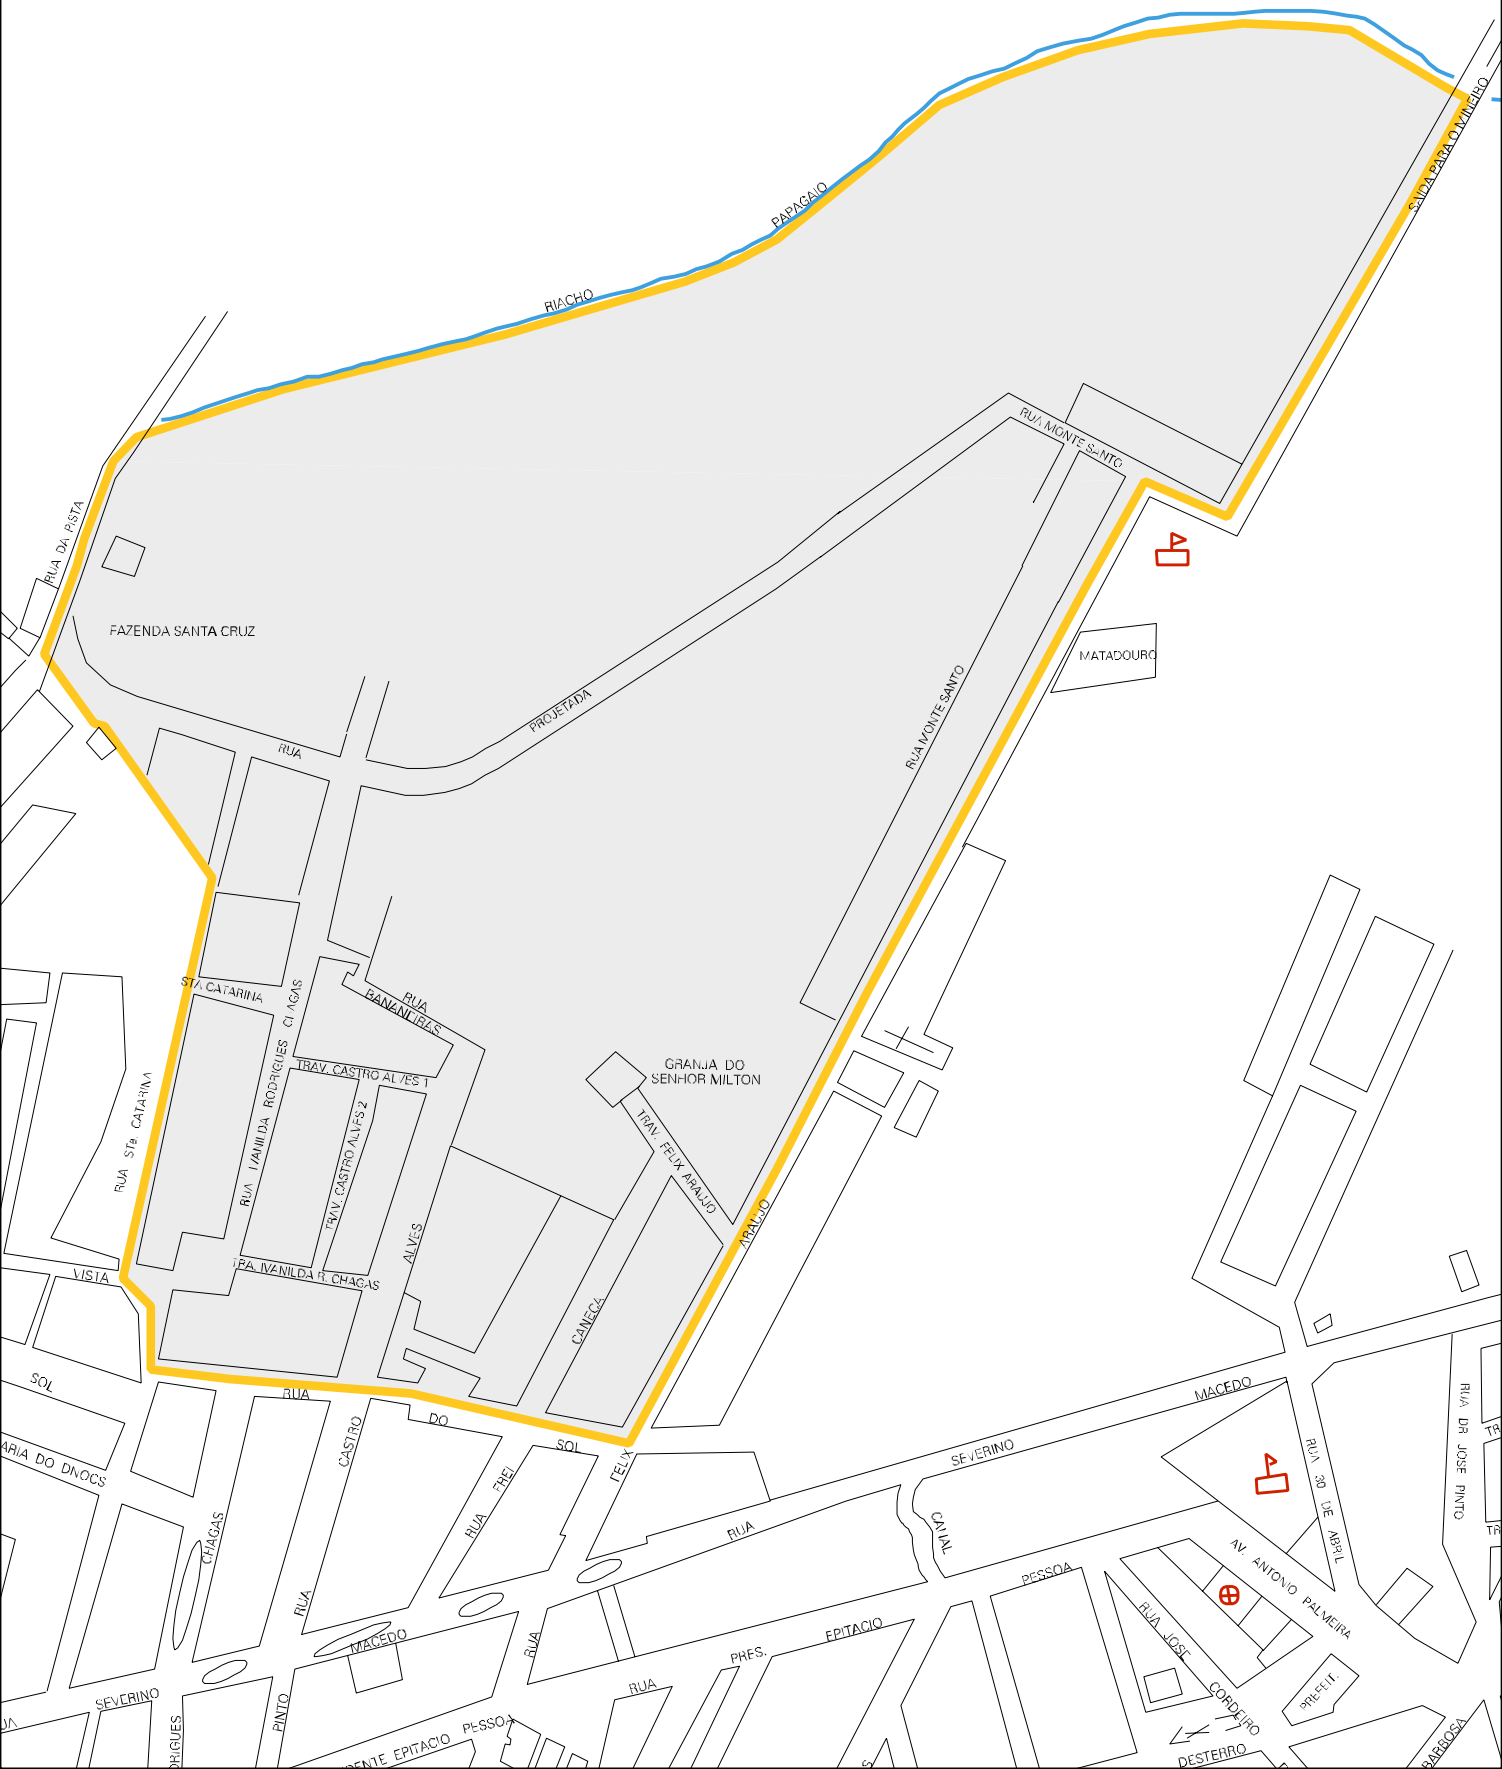 SAIDA PARA O MINEIRO
PAPAGAIO
RIACHO
RUA DA PISTA
RUA MONTE SANTO
FAZENDA SANTA CRUZ
MATADOURO
PROJETADA
RUA
RUA MONTE SANTO
STA CATARINA
RUA
BANANEIRAS
RUA IVANILDA RODRIGUES CHAGAS
TRAV. CASTRO ALVES 1
GRANJA DO
SENHOR MILTON
RUA STa. CATARINA
TRAV. CASTRO ALVES 2
TRAV. FELIX ARAUJO
ARAUJO
ALVES
VISTA
TRA. IVANILDA R. CHAGAS
CANECA
SOL
RUA
DO
SOL
MACEDO
RUA DR JOSE PINTO
CASTRO
SEVERINO
FELIX
ARIA DO DNOCS
FREI
RUA
RUA 30 DE ABRIL
TR
CHAGAS
RUA
CANAL
TR
AV. ANTONIO PALMEIRA
PESSOA
RUA
RUA JOSE
CORDEIRO
EPITACIO
MACEDO
RUA
PRES.
RUA
PREFEIT.
SEVERINO
UA
PINTO
RIGUES
PESSOA
DENTE EPITACIO
S
DESTERRO
BARBOSA